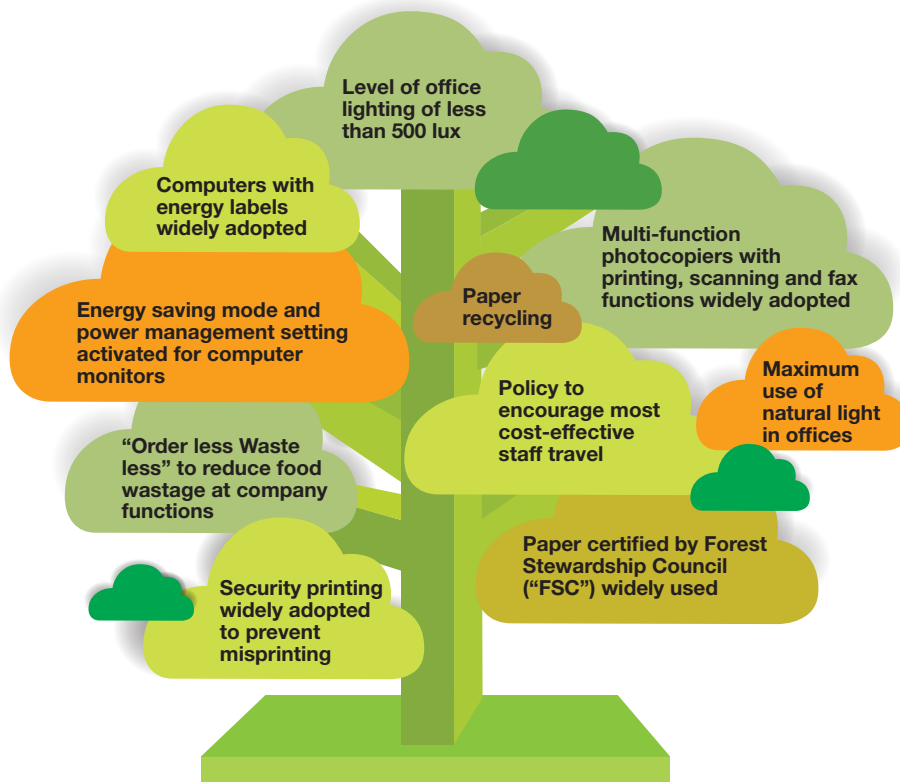 Level of office
lighting of less
than 500 lux
Computers with
energy labels
widely adopted
Multi-function
photocopiers with
printing, scanning and fax
functions widely adopted
Paper
recycling
Energy saving mode and
power management setting
activated for computer
monitors
Maximum
use of
natural light
in offices
Policy to
encourage most
cost-effective
staff travel
“Order less Waste
less” to reduce food
wastage at company
functions
Paper certified by Forest
Stewardship Council
(“FSC”) widely used
Security printing
widely adopted
to prevent
misprinting